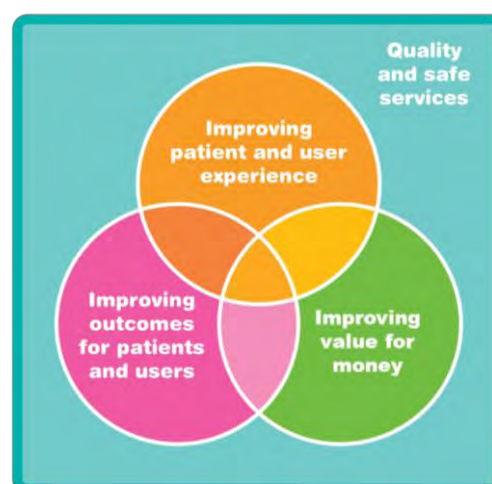 Quality
and safe
services
Improving
patient and user
experience
Improving
outcomes
for patients
and users
Improving
value for
money